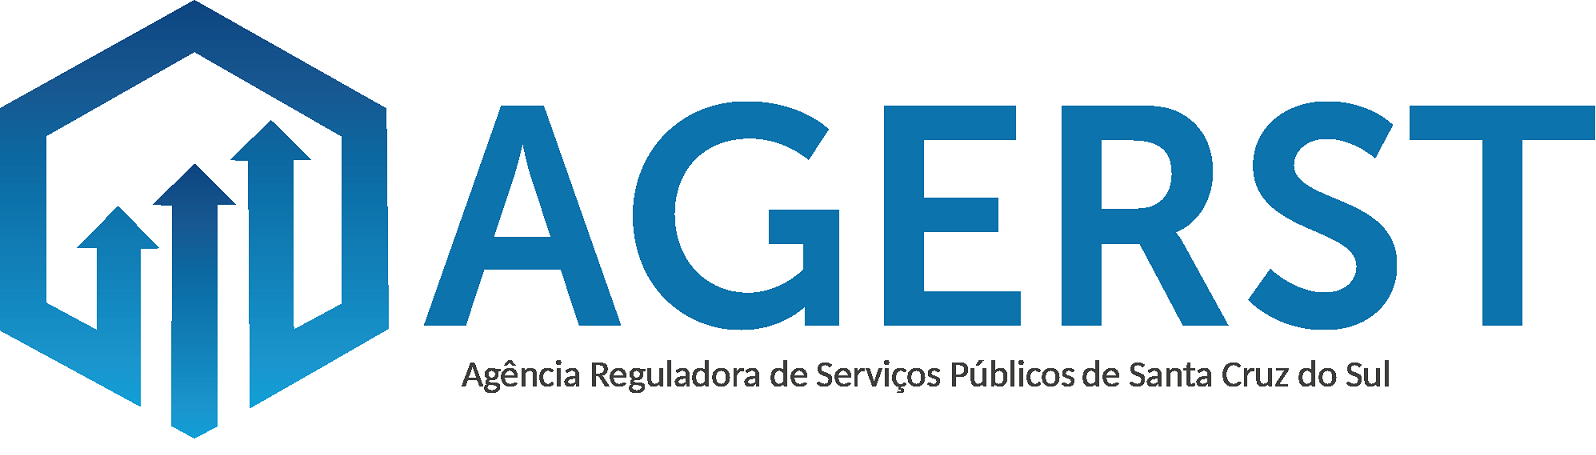 AGERST
Agência Reguladora de Serviços Públicos de Santa Cruz do Sul